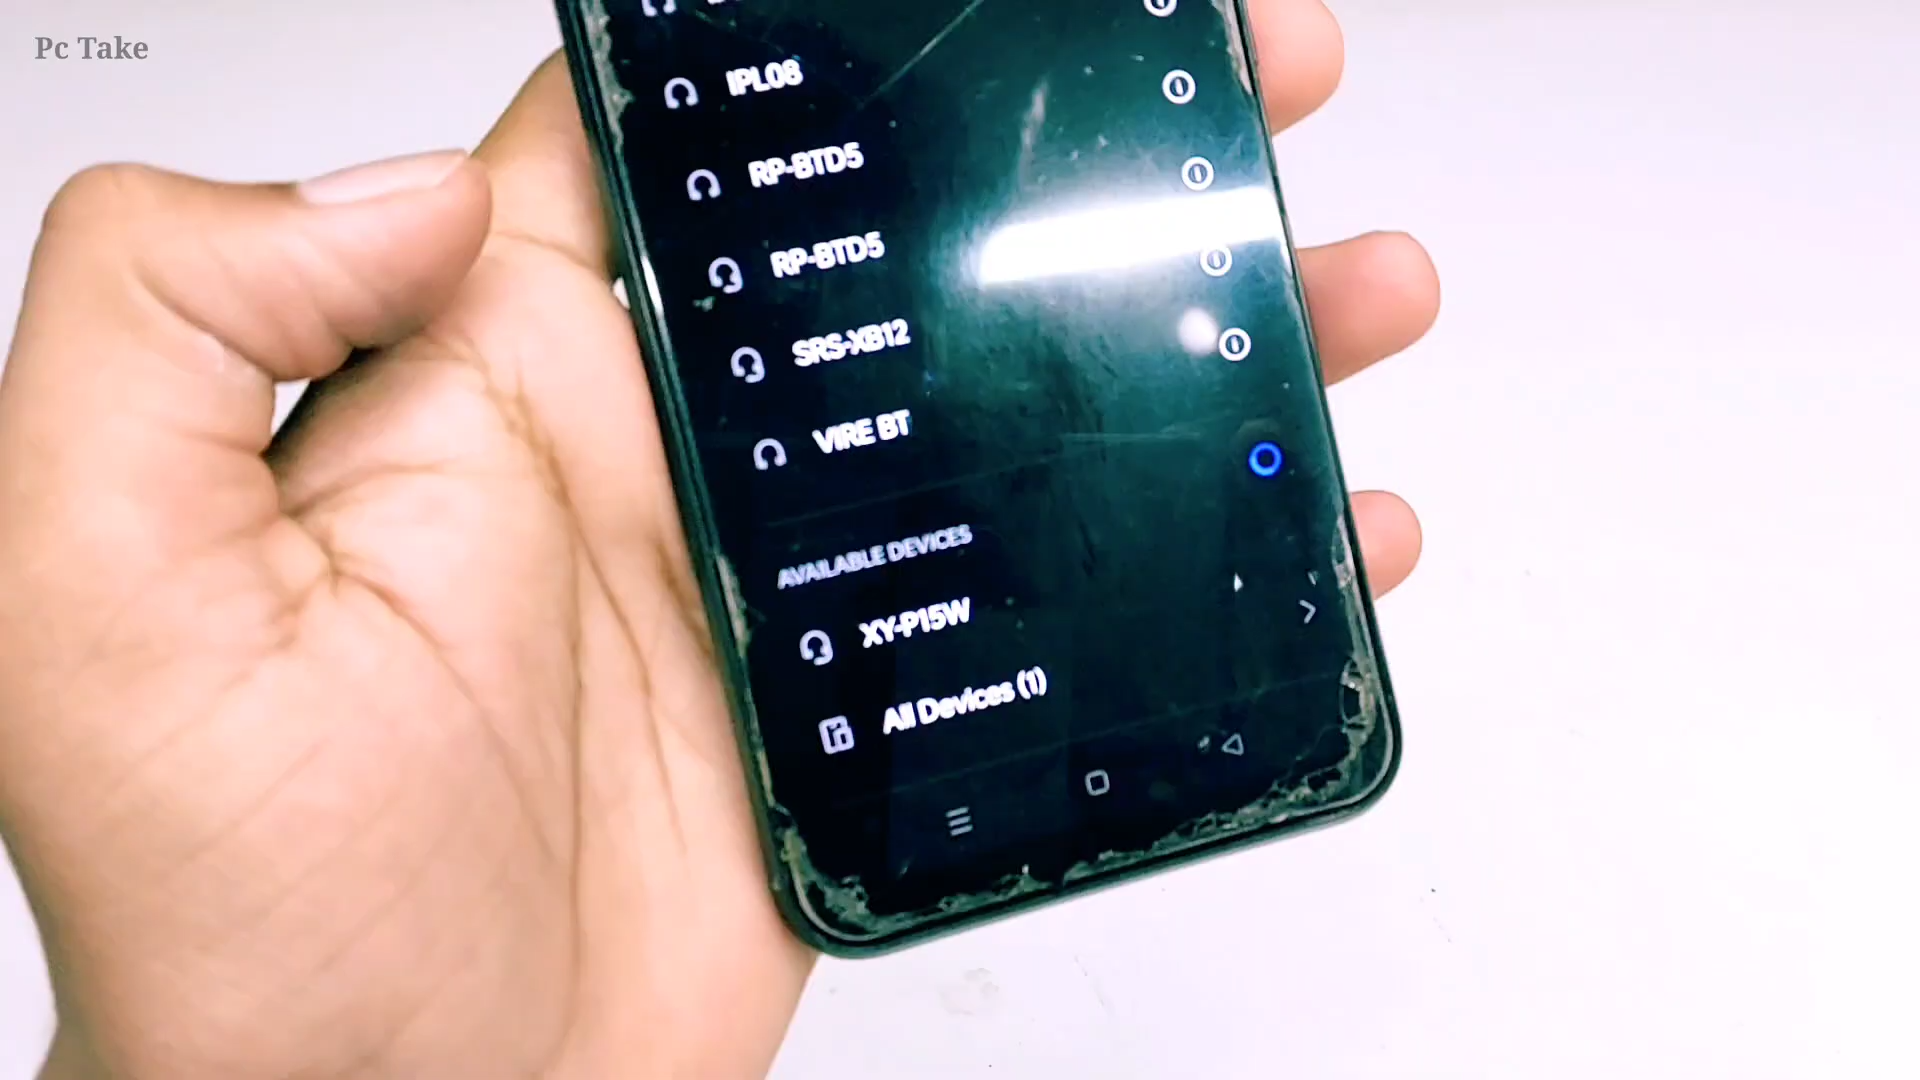 Pc Take
IPL08
RP-BTD5
RP-BTD5
SRS-XB12
VIRE BT
AVAILABLE DEVICES
XY-P15W
All Devices (1)